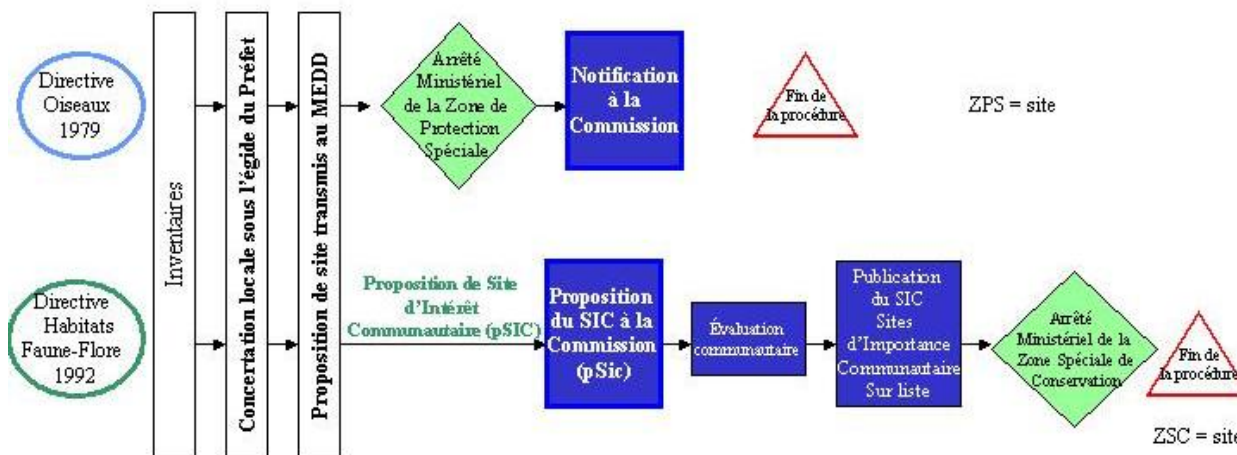 Directive
Oiseaux
1979
Inventaires
Concertation locale sous l'égide du Préfet
Proposition de site transmis au MEDD
Arrêté
Ministériel
de la Zone de
Protection
Spéciale
Notification
à la
Commission
Fin de
la procédure
ZPS = site
Directive
Habitats
Faune-Flore
1992
Proposition de Site
d'Intérêt
Communautaire (pSIC)
Proposition
du SIC à la
Commission
(pSic)
Évaluation
communautaire
Publication
du SIC
Sites
d'Importance
Communautaire
Sur liste
Arrêté
Ministériel de la
Zone Spéciale de
Conservation
Fin de
la procédure
ZSC = site